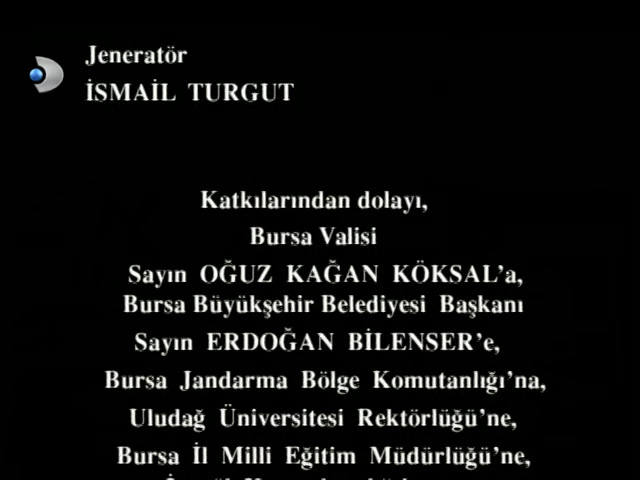 Jeneratör
İSMAİL TURGUT
Katkılarından dolayı,
Bursa Valisi
Sayın OĞUZ KAĞAN KÖKSAL'a,
Bursa Büyükşehir Belediyesi Başkanı
Sayın ERDOĞAN BİLENSER'e,
Bursa Jandarma Bölge Komutanlığı'na,
Uludağ Üniversitesi Rektörlüğü'ne,
Bursa İl Milli Eğitim Müdürlüğü'ne,